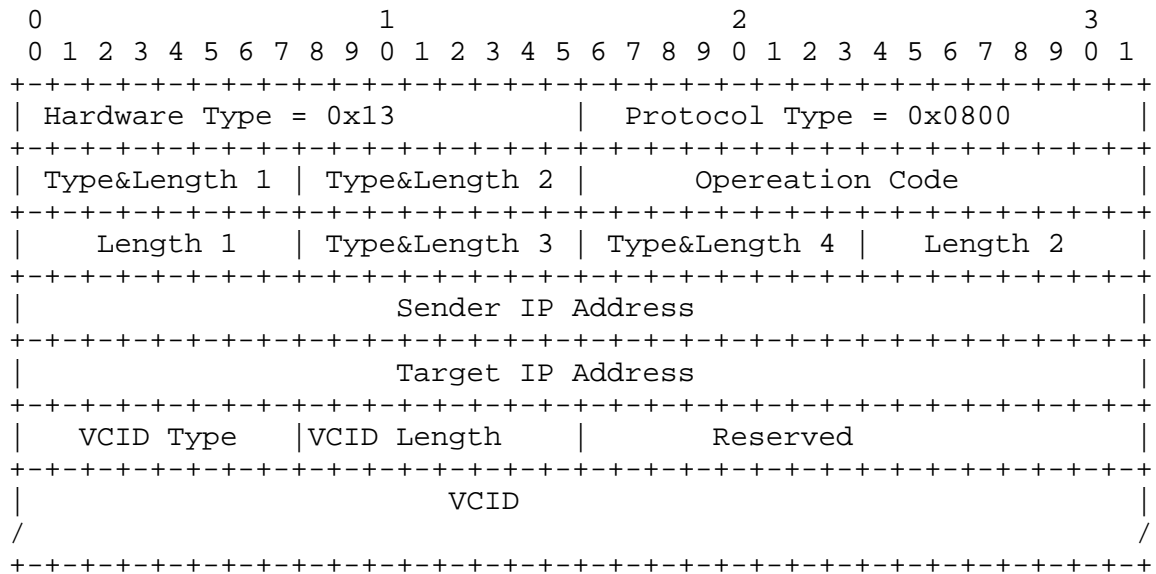 0                   1                   2                   3
 0 1 2 3 4 5 6 7 8 9 0 1 2 3 4 5 6 7 8 9 0 1 2 3 4 5 6 7 8 9 0 1
+-+-+-+-+-+-+-+-+-+-+-+-+-+-+-+-+-+-+-+-+-+-+-+-+-+-+-+-+-+-+-+-+
| Hardware Type = 0x13          |  Protocol Type = 0x0800       |
+-+-+-+-+-+-+-+-+-+-+-+-+-+-+-+-+-+-+-+-+-+-+-+-+-+-+-+-+-+-+-+-+
| Type&Length 1 | Type&Length 2 |      Opereation Code          |
+-+-+-+-+-+-+-+-+-+-+-+-+-+-+-+-+-+-+-+-+-+-+-+-+-+-+-+-+-+-+-+-+
|    Length 1   | Type&Length 3 | Type&Length 4 |   Length 2    |
+-+-+-+-+-+-+-+-+-+-+-+-+-+-+-+-+-+-+-+-+-+-+-+-+-+-+-+-+-+-+-+-+
|                     Sender IP Address                         |
+-+-+-+-+-+-+-+-+-+-+-+-+-+-+-+-+-+-+-+-+-+-+-+-+-+-+-+-+-+-+-+-+
|                     Target IP Address                         |
+-+-+-+-+-+-+-+-+-+-+-+-+-+-+-+-+-+-+-+-+-+-+-+-+-+-+-+-+-+-+-+-+
|   VCID Type   |VCID Length    |       Reserved                |
+-+-+-+-+-+-+-+-+-+-+-+-+-+-+-+-+-+-+-+-+-+-+-+-+-+-+-+-+-+-+-+-+
|                        VCID                                   |
/                                                               /
+-+-+-+-+-+-+-+-+-+-+-+-+-+-+-+-+-+-+-+-+-+-+-+-+-+-+-+-+-+-+-+-+